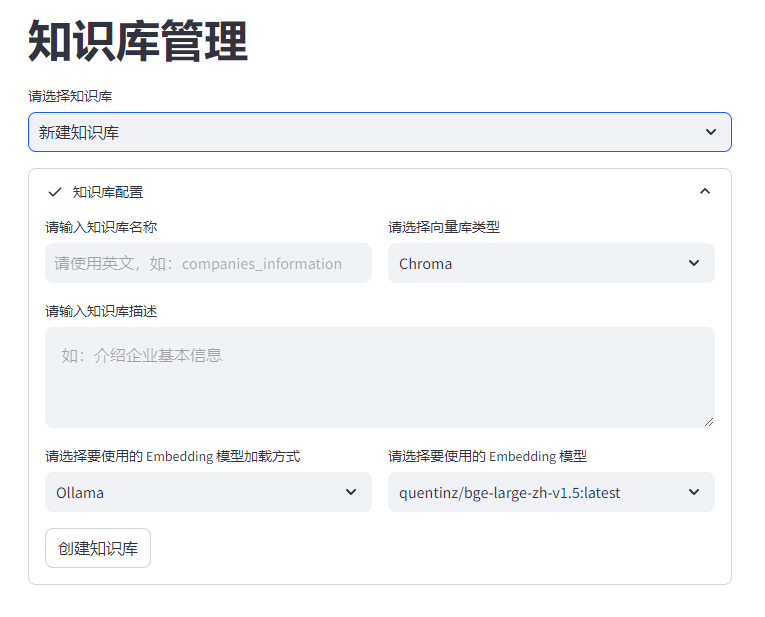 知识库管理
请选择知识库
新建知识库
知识库配置
请输入知识库名称
请选择向量库类型
请使用英文，如：companies_information
Chroma
请输入知识库描述
如：介绍企业基本信息
请选择要使用的 Embedding 模型加载方式
请选择要使用的 Embedding 模型
Ollama
quentinz/bge-large-zh-v1.5:latest
创建知识库